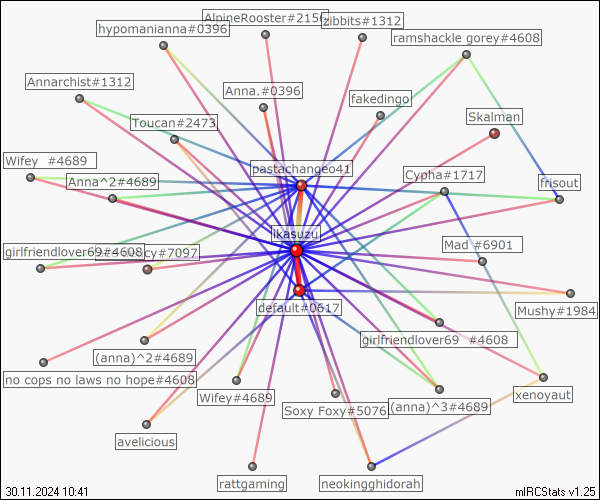 AlpineRooster#2150
zibbits#1312
hypomanianna#0396
ramshackle gorey#4608
Annarchist#1312
Anna.#0396
fakedingo
Toucan#2473
Skalman
Wifey #4689
pastachangeo41
Cypha#1717
Anna^2#4689
frisout
ikasuzu
Mad #6901
girlfriendlover69#4608
cy#7097
default#0617
Mushy#1984
girlfriendlover69 #4608
(anna)^2#4689
no cops no laws no hope#4608
Wifey#4689
Soxy Foxy#5076
(anna)^3#4689
xenoyaut
avelicious
rattgaming
neokingghidorah
30.11.2024 10:41
mIRCStats v1.25